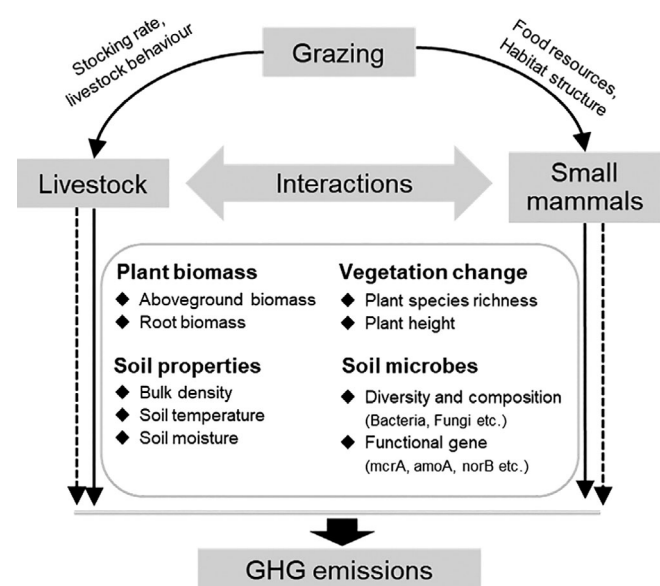 Grazing
Stocking rate,
livestock behaviour
Food resources,
Habitat structure
Livestock
Interactions
Small
mammals
Plant biomass
◆ Aboveground biomass
◆ Root biomass
Vegetation change
◆ Plant species richness
◆ Plant height
Soil properties
◆ Bulk density
◆ Soil temperature
◆ Soil moisture
Soil microbes
◆ Diversity and composition
(Bacteria, Fungi etc.)
◆ Functional gene
(mcrA, amoA, norB etc.)
GHG emissions